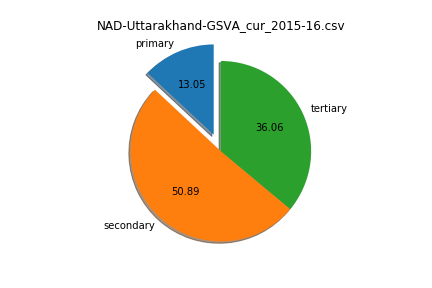 NAD-Uttarakhand-GSVA_cur_2015-16.csv
primary
13.05
36.06
tertiary
50.89
secondary